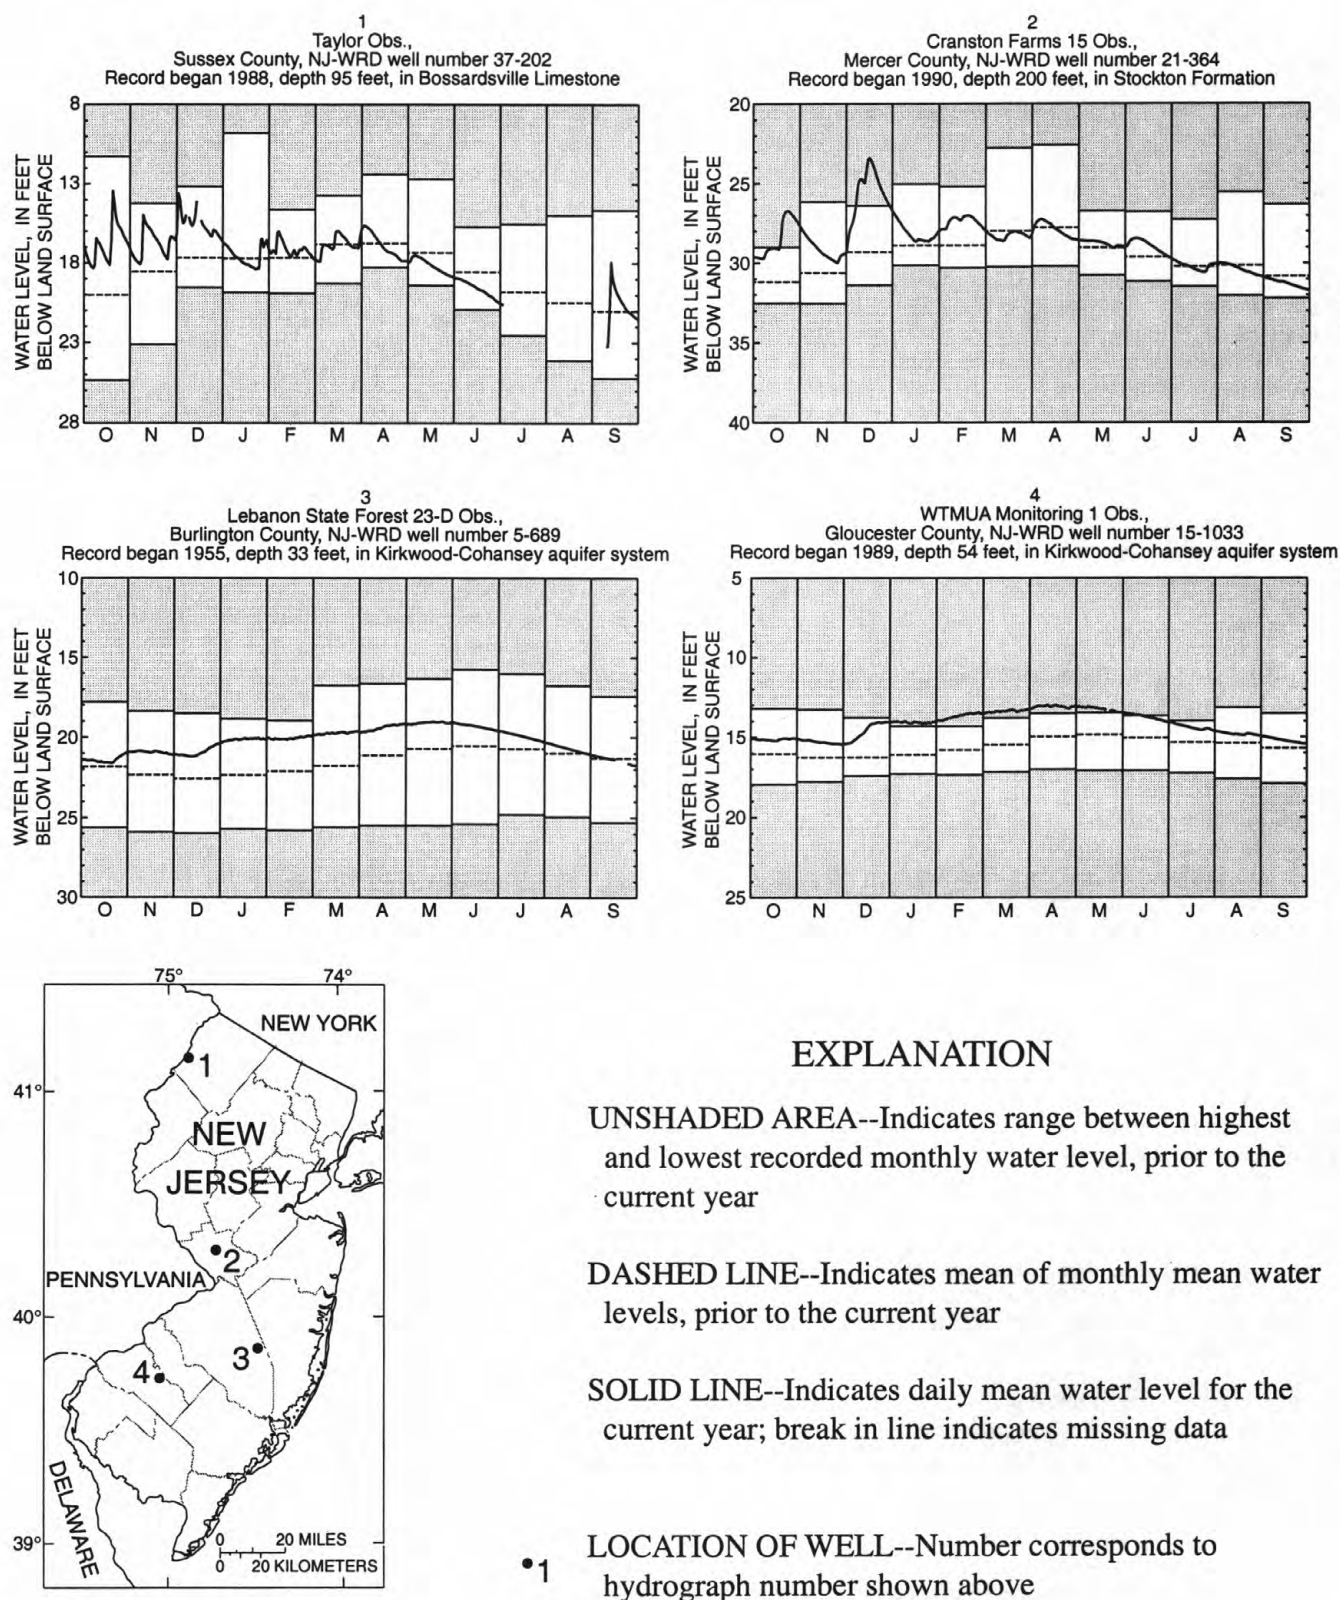 1
Taylor Obs.,
Sussex County, NJ-WRD well number 37-202
Record began 1988, depth 95 feet, in Bossardsville Limestone
WATER LEVEL, IN FEET
BELOW LAND SURFACE
8
13
18
23
28
O N D J F M A M J J A S
2
Cranston Farms 15 Obs.,
Mercer County, NJ-WRD well number 21-364
Record began 1990, depth 200 feet, in Stockton Formation
WATER LEVEL, IN FEET
BELOW LAND SURFACE
20
25
30
35
40
O N D J F M A M J J A S
3
Lebanon State Forest 23-D Obs.,
Burlington County, NJ-WRD well number 5-689
Record began 1955, depth 33 feet, in Kirkwood-Cohansey aquifer system
WATER LEVEL, IN FEET
BELOW LAND SURFACE
10
15
20
25
30
O N D J F M A M J J A S
4
WTMUA Monitoring 1 Obs.,
Gloucester County, NJ-WRD well number 15-1033
Record began 1989, depth 54 feet, in Kirkwood-Cohansey aquifer system
WATER LEVEL, IN FEET
BELOW LAND SURFACE
5
10
15
20
25
O N D J F M A M J J A S
75° 74°
NEW YORK
1
41°
NEW
JERSEY
2
PENNSYLVANIA
40°
3
4
DELAWARE
39°
0 20 MILES
0 20 KILOMETERS
EXPLANATION
UNSHADED AREA--Indicates range between highest
and lowest recorded monthly water level, prior to the
current year
DASHED LINE--Indicates mean of monthly mean water
levels, prior to the current year
SOLID LINE--Indicates daily mean water level for the
current year; break in line indicates missing data
1 LOCATION OF WELL--Number corresponds to
hydrograph number shown above